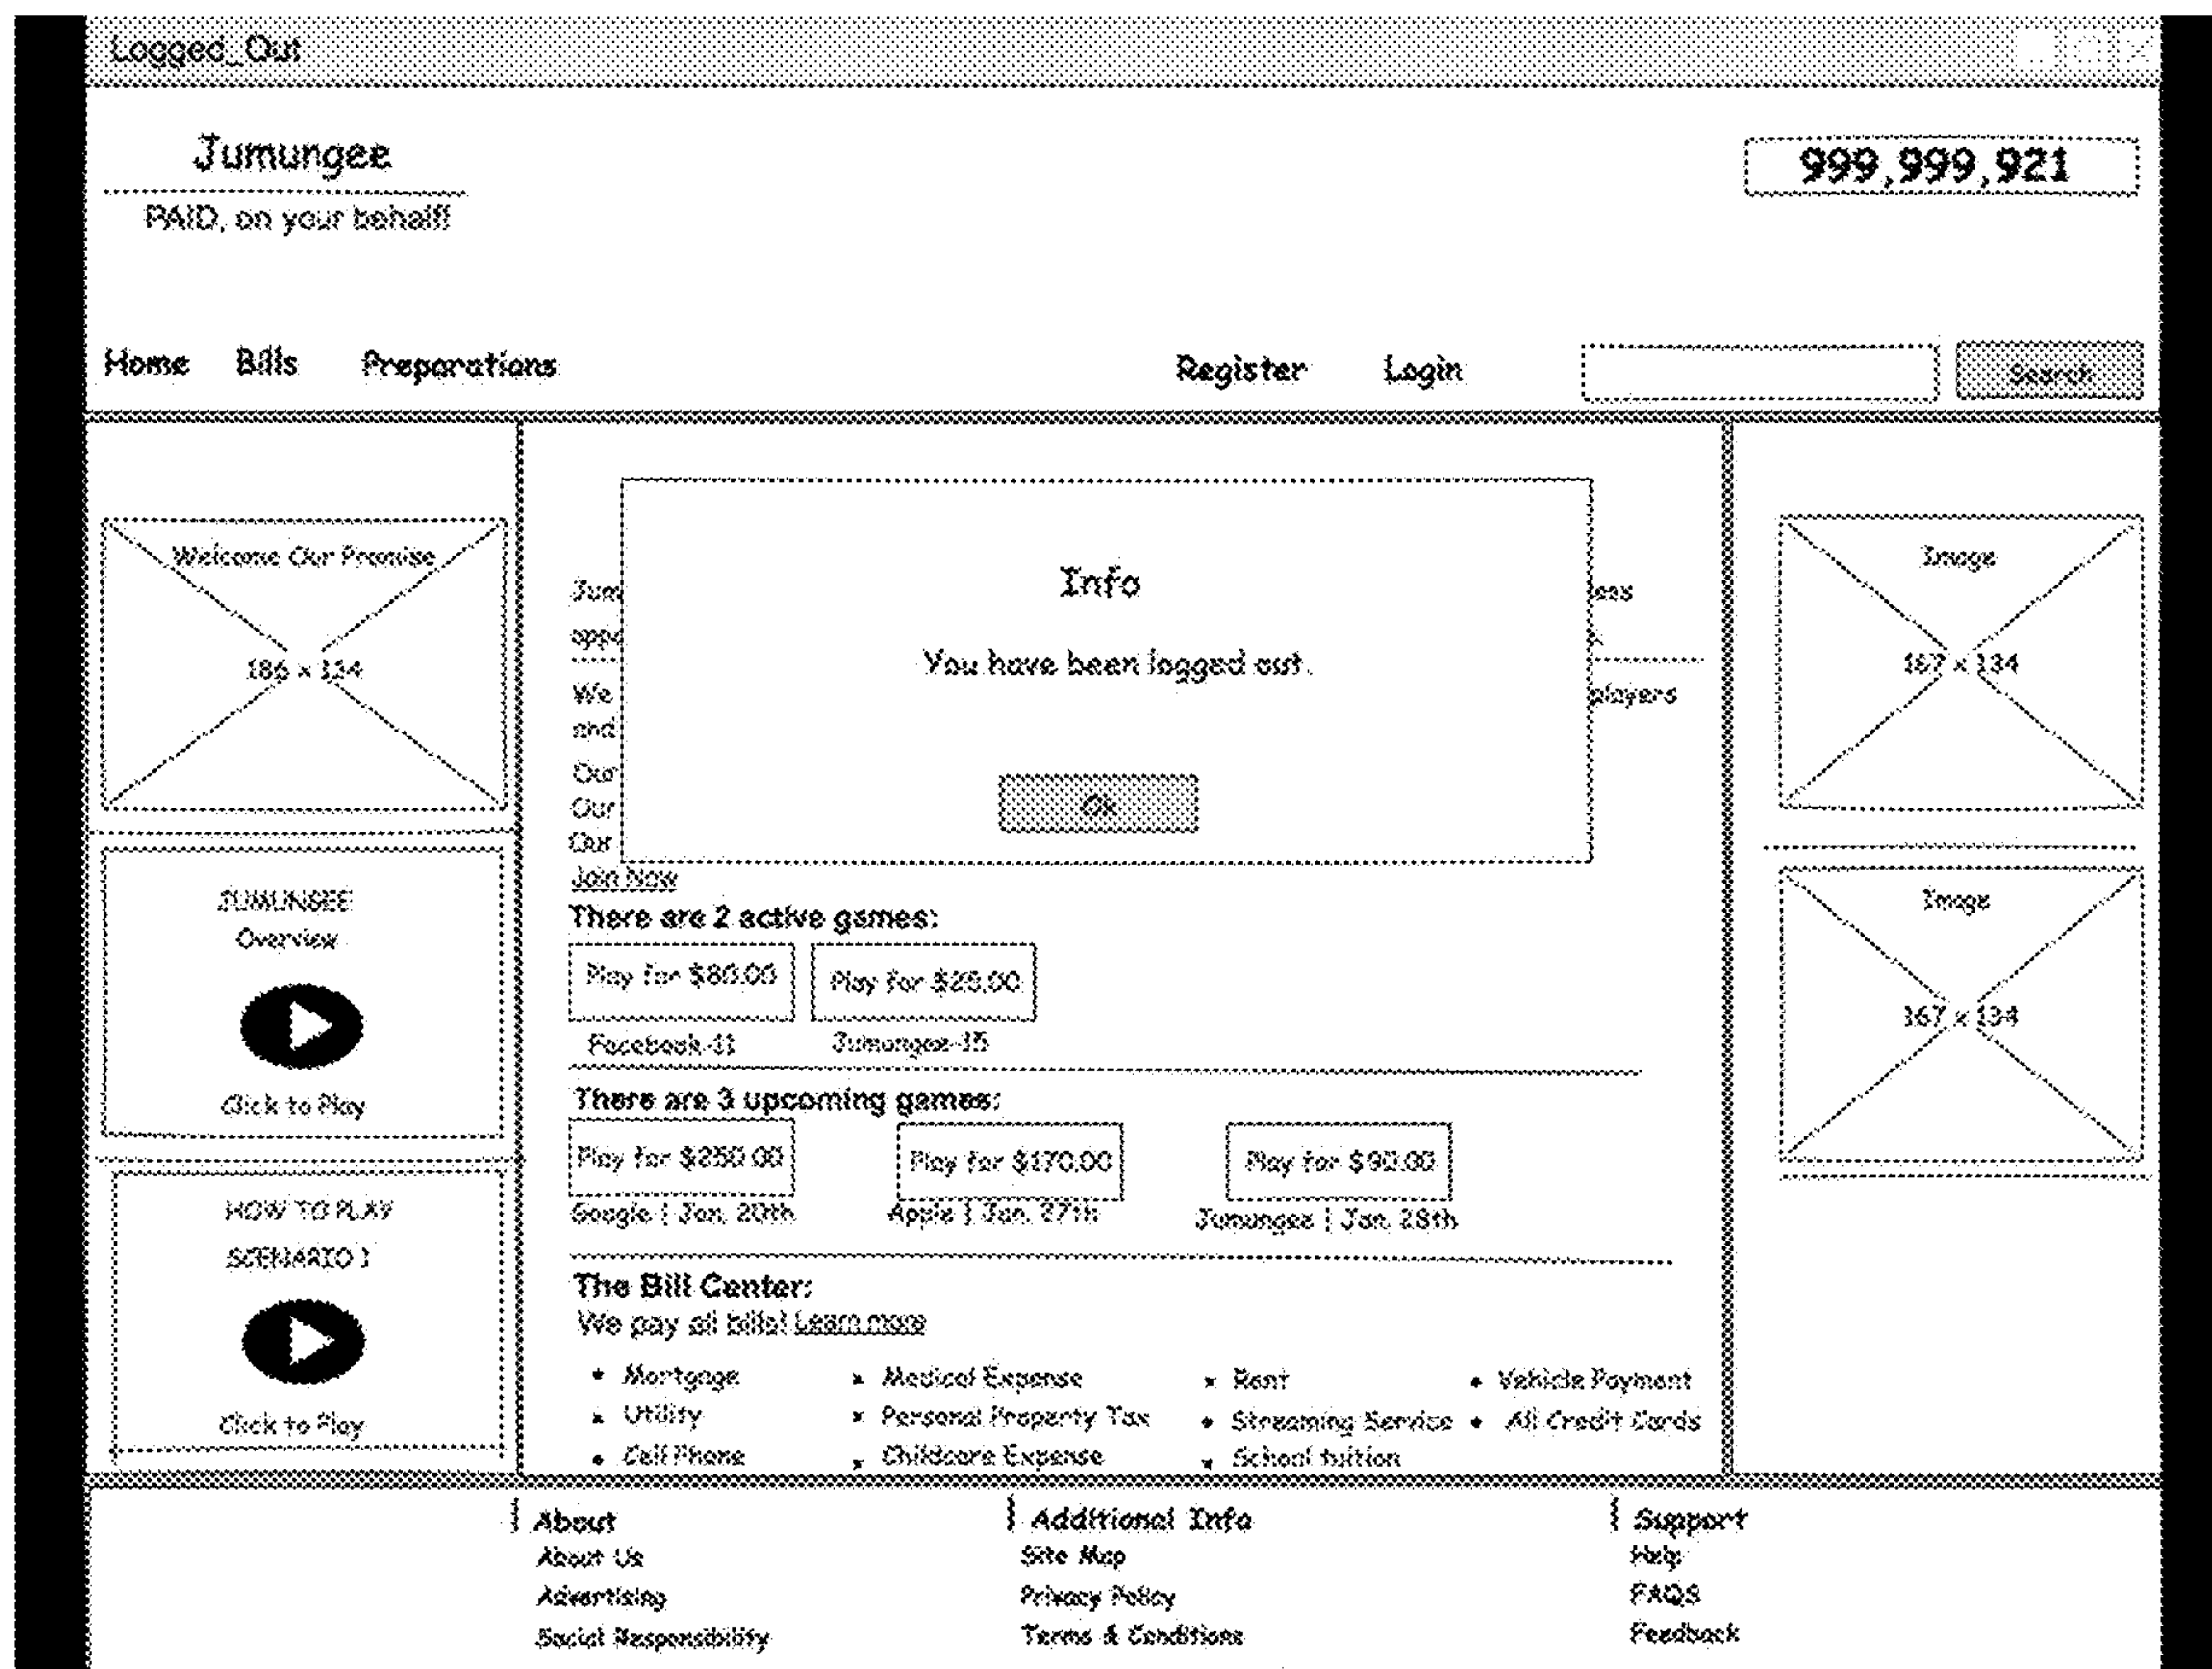 Logged_Out
Jumungee
999,999,921
PAID, on your behalf!
Home Bills Preparations Register Login Search
Welcome Our Promise
186 x 134
JUMUNGEE
Overview
Click to Play
HOW TO PLAY
SCENARIO 1
Click to Play
Info
You have been logged out.
Ok
We players
and
Our
Our
Our
Join Now
There are 2 active games:
Play for $80.00 Play for $25.00
Facebook-11 Jumungee-15
There are 3 upcoming games:
Play for $250.00 Play for $170.00 Play for $90.00
Google | Jan. 20th Apple | Jan. 27th Jumungee | Jan. 28th
The Bill Center:
We pay all bills! Learn more
• Mortgage • Medical Expense • Rent • Vehicle Payment
• Utility • Personal Property Tax • Streaming Service • All Credit Cards
• Cell Phone • Childcare Expense • School tuition
Image
167 x 134
Image
167 x 134
About Additional Info Support
About Us Site Map Help
Advertising Privacy Policy FAQS
Social Responsibility Terms & Conditions Feedback